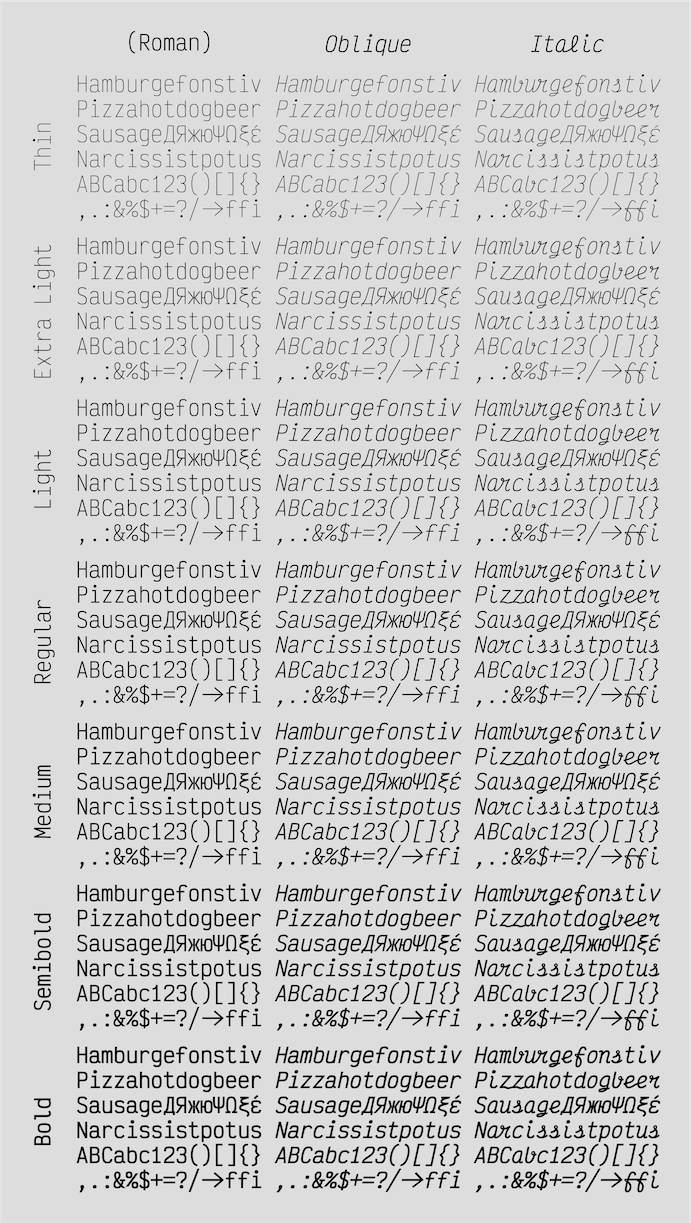 (Roman) Oblique Italic
Thin
Hamburgefonstiv Hamburgefonstiv Hamburgefonstiv
Pizzahotdogbeer Pizzahotdogbeer Pizzahotdogbeer
SausageДЯжюΨΩξέ SausageДЯжюΨΩξέ SausageДЯжюΨΩξέ
Narcissistpotus Narcissistpotus Narcissistpotus
ABCabc123()[]{} ABCabc123()[]{} ABCabc123()[]{}
,.:&%$+=?/→ffi ,.:&%$+=?/→ffi ,.:&%$+=?/→ffi
Extra Light
Hamburgefonstiv Hamburgefonstiv Hamburgefonstiv
Pizzahotdogbeer Pizzahotdogbeer Pizzahotdogbeer
SausageДЯжюΨΩξέ SausageДЯжюΨΩξέ SausageДЯжюΨΩξέ
Narcissistpotus Narcissistpotus Narcissistpotus
ABCabc123()[]{} ABCabc123()[]{} ABCabc123()[]{}
,.:&%$+=?/→ffi ,.:&%$+=?/→ffi ,.:&%$+=?/→ffi
Light
Hamburgefonstiv Hamburgefonstiv Hamburgefonstiv
Pizzahotdogbeer Pizzahotdogbeer Pizzahotdogbeer
SausageДЯжюΨΩξέ SausageДЯжюΨΩξέ SausageДЯжюΨΩξέ
Narcissistpotus Narcissistpotus Narcissistpotus
ABCabc123()[]{} ABCabc123()[]{} ABCabc123()[]{}
,.:&%$+=?/→ffi ,.:&%$+=?/→ffi ,.:&%$+=?/→ffi
Regular
Hamburgefonstiv Hamburgefonstiv Hamburgefonstiv
Pizzahotdogbeer Pizzahotdogbeer Pizzahotdogbeer
SausageДЯжюΨΩξέ SausageДЯжюΨΩξέ SausageДЯжюΨΩξέ
Narcissistpotus Narcissistpotus Narcissistpotus
ABCabc123()[]{} ABCabc123()[]{} ABCabc123()[]{}
,.:&%$+=?/→ffi ,.:&%$+=?/→ffi ,.:&%$+=?/→ffi
Medium
Hamburgefonstiv Hamburgefonstiv Hamburgefonstiv
Pizzahotdogbeer Pizzahotdogbeer Pizzahotdogbeer
SausageДЯжюΨΩξέ SausageДЯжюΨΩξέ SausageДЯжюΨΩξέ
Narcissistpotus Narcissistpotus Narcissistpotus
ABCabc123()[]{} ABCabc123()[]{} ABCabc123()[]{}
,.:&%$+=?/→ffi ,.:&%$+=?/→ffi ,.:&%$+=?/→ffi
Semibold
Hamburgefonstiv Hamburgefonstiv Hamburgefonstiv
Pizzahotdogbeer Pizzahotdogbeer Pizzahotdogbeer
SausageДЯжюΨΩξέ SausageДЯжюΨΩξέ SausageДЯжюΨΩξέ
Narcissistpotus Narcissistpotus Narcissistpotus
ABCabc123()[]{} ABCabc123()[]{} ABCabc123()[]{}
,.:&%$+=?/→ffi ,.:&%$+=?/→ffi ,.:&%$+=?/→ffi
Bold
Hamburgefonstiv Hamburgefonstiv Hamburgefonstiv
Pizzahotdogbeer Pizzahotdogbeer Pizzahotdogbeer
SausageДЯжюΨΩξέ SausageДЯжюΨΩξέ SausageДЯжюΨΩξέ
Narcissistpotus Narcissistpotus Narcissistpotus
ABCabc123()[]{} ABCabc123()[]{} ABCabc123()[]{}
,.:&%$+=?/→ffi ,.:&%$+=?/→ffi ,.:&%$+=?/→ffi